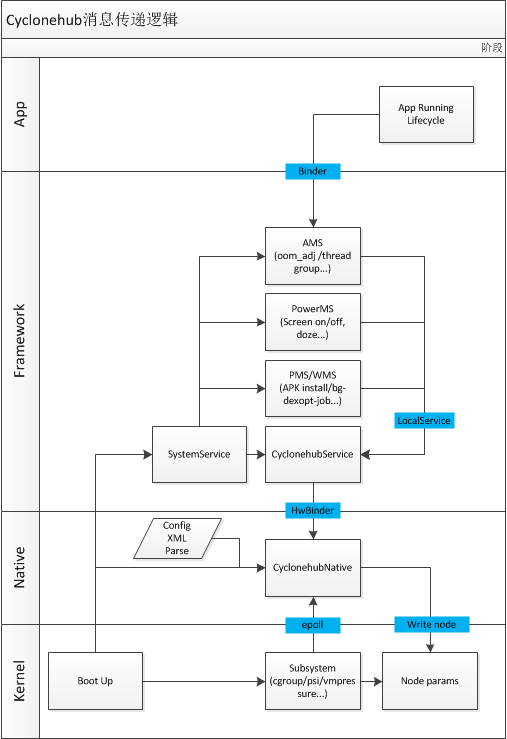 Cyclonehub消息传递逻辑
阶段
App
App Running
Lifecycle
Binder
Framework
AMS
(oom_adj /thread
group...)
PowerMS
(Screen on/off,
doze...)
PMS/WMS
(APK install/bg-
dexopt-job...)
LocalService
SystemService
CyclonehubService
HwBinder
Native
Config
XML
Parse
CyclonehubNative
epoll
Write node
Kernel
Boot Up
Subsystem
(cgroup/psi/vmpres
sure...)
Node params